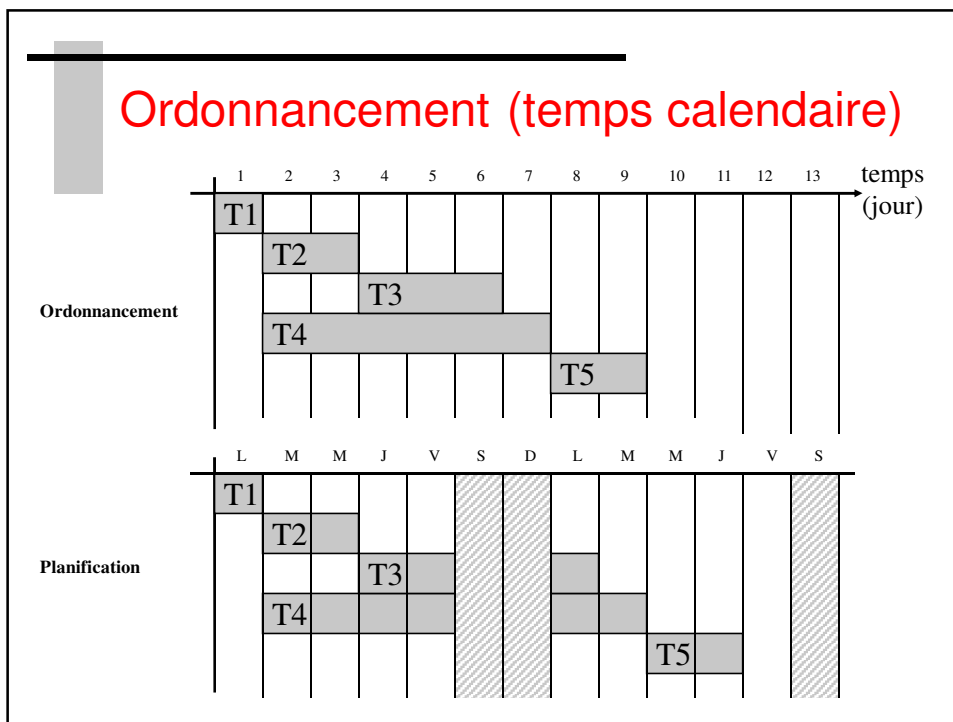 Ordonnancement (temps calendaire)
1 2 3 4 5 6 7 8 9 10 11 12 13 temps
(jour)
T1
T2
T3
Ordonnancement
T4
T5
L M M J V S D L M M J V S
T1
T2
Planification
T3
T4
T5